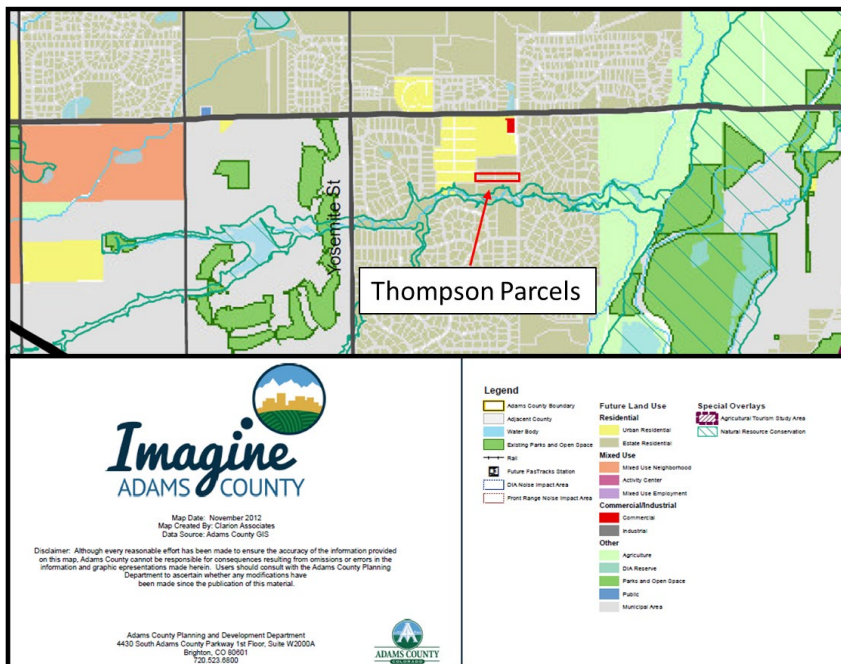 Yosemite St
Thompson Parcels
Imagine
ADAMS COUNTY
Map Date: November 2012
Map Created By: Clarion Associates
Data Source: Adams County GIS
Disclaimer: Although every reasonable effort has been made to ensure the accuracy of the information provided
on this map, Adams County cannot be responsible for consequences resulting from omissions or errors in the
information and graphic epresentations made herein. Users should consult with the Adams County Planning
Department to ascertain whether any modifications have
been made since the publication of this material.
Adams County Planning and Development Department
4430 South Adams County Parkway 1st Floor, Suite W2000A
Brighton, CO 80601
720.523.6800
ADAMS COUNTY
COLORADO
Legend
Adams County Boundary
Adjacent County
Water Body
Existing Parks and Open Space
Rail
Future FasTracks Station
DIA Noise Impact Area
Front Range Noise Impact Area
Future Land Use
Residential
Urban Residential
Estate Residential
Mixed Use
Mixed Use Neighborhood
Activity Center
Mixed Use Employment
Commercial/Industrial
Commercial
Industrial
Other
Agriculture
DIA Reserve
Parks and Open Space
Public
Municipal Area
Special Overlays
Agricultural Tourism Study Area
Natural Resource Conservation